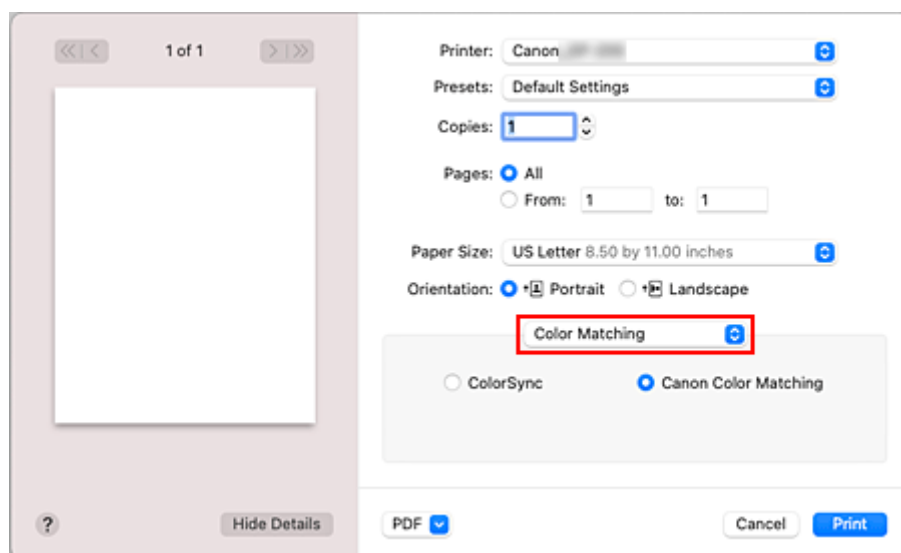 1 of 1
Printer: Canon
Presets: Default Settings
Copies: 1
Pages: All
From: 1 to: 1
Paper Size: US Letter 8.50 by 11.00 inches
Orientation: Portrait Landscape
Color Matching
ColorSync Canon Color Matching
? Hide Details PDF Cancel Print